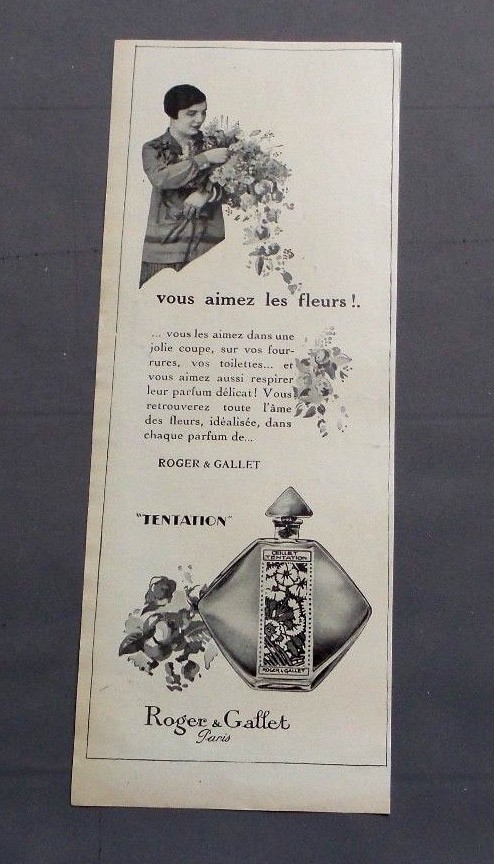 vous aimez les fleurs !.
... vous les aimez dans une
jolie coupe, sur vos four-
rures, vos toilettes... et
vous aimez aussi respirer
leur parfum délicat! Vous
retrouverez toute l'âme
des fleurs, idéalisée, dans
chaque parfum de...
ROGER & GALLET
"TENTATION"
ŒILLET
TENTATION
ROGER & GALLET
Roger & Gallet
Paris